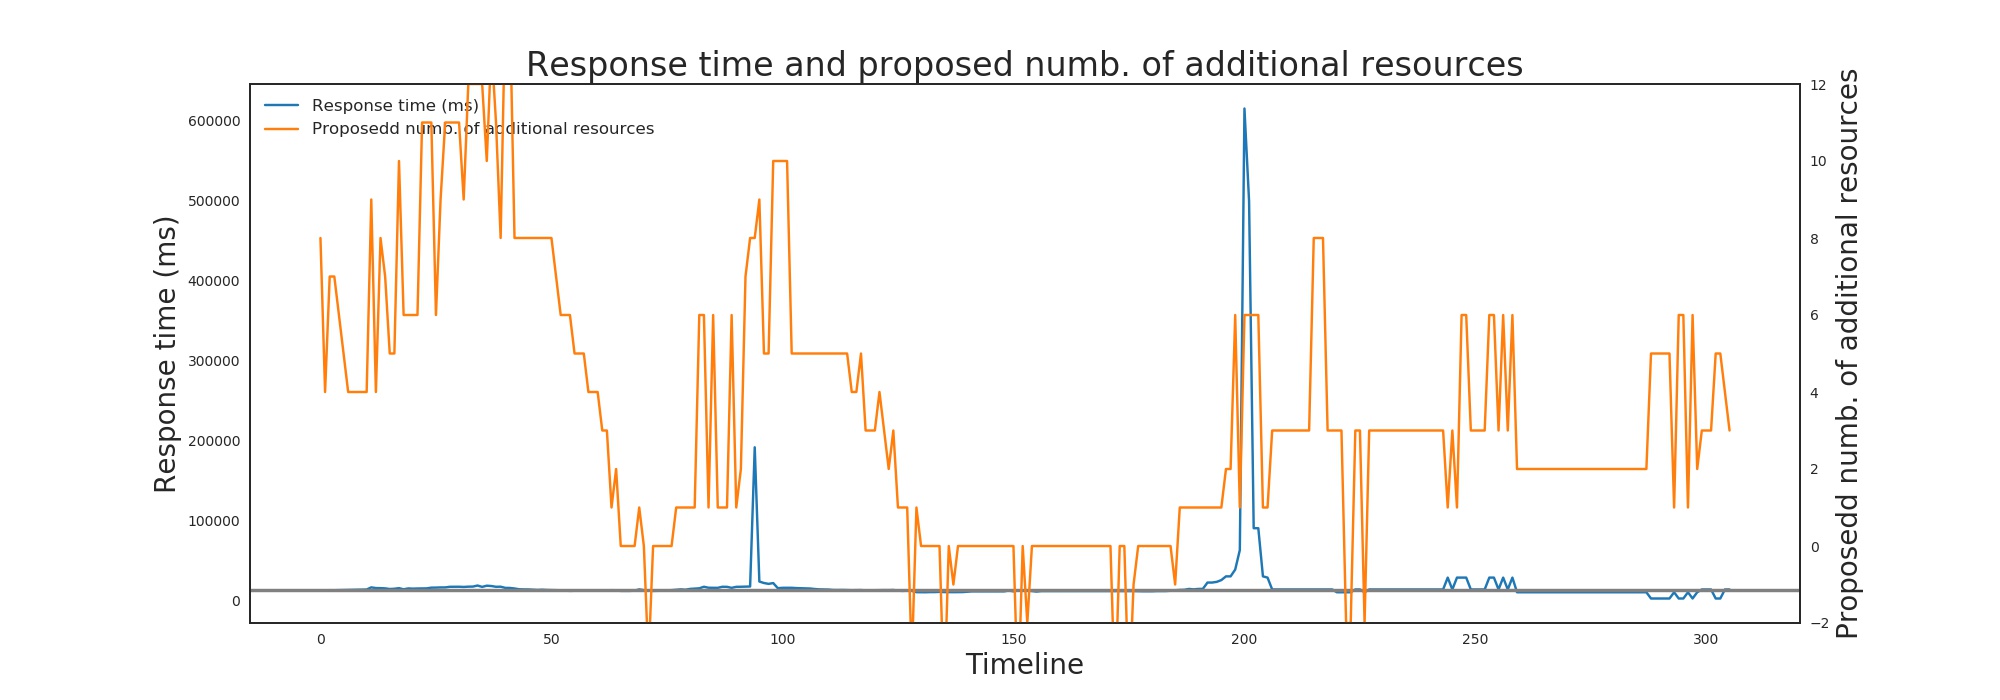 Response time and proposed numb. of additional resources
Response time (ms)
Proposedd numb. of additional resources
Response time (ms)
600000
500000
400000
300000
200000
100000
0
12
10
8
6
4
2
0
−2
Proposedd numb. of additional resources
0 50 100 150 200 250 300
Timeline